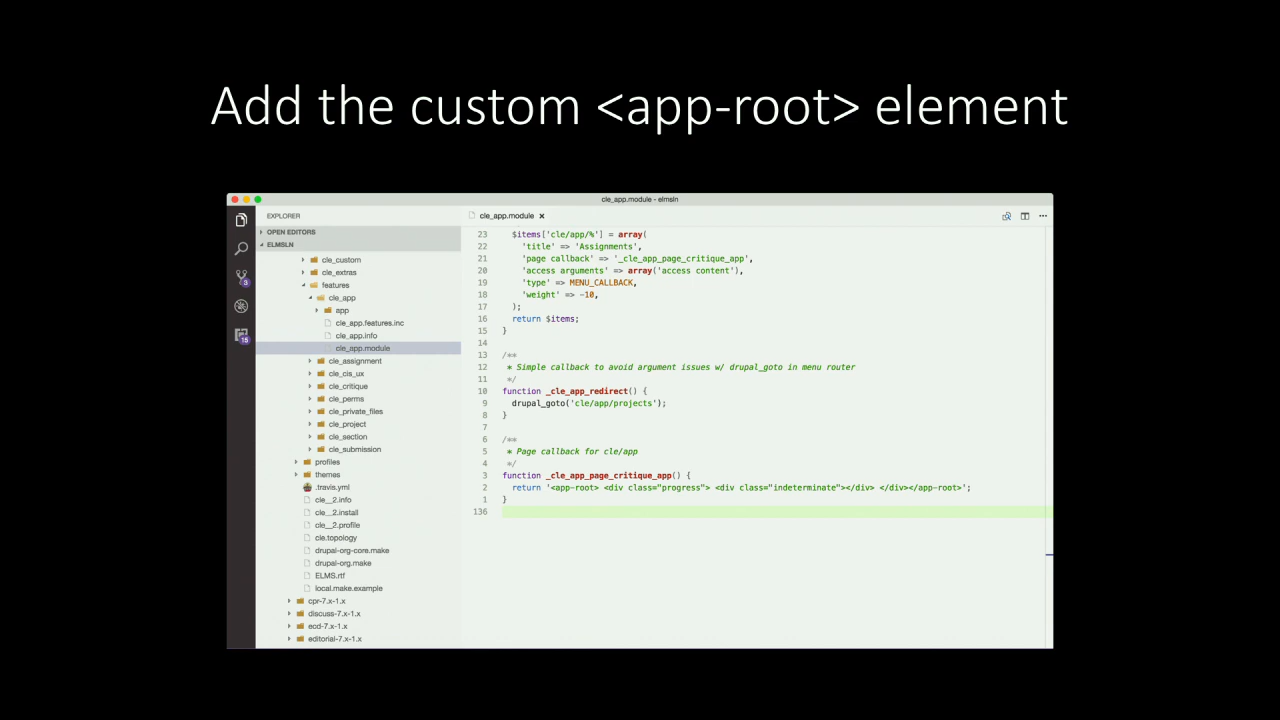 Add the custom <app-root> element
cle_app.module - elmsln
EXPLORER
OPEN EDITORS
ELMSLN
cle_custom
cle_extras
features
cle_app
app
cle_app.features.inc
cle_app.info
cle_app.module
cle_assignment
cle_cis_ux
cle_critique
cle_perms
cle_private_files
cle_project
cle_section
cle_submission
profiles
themes
.travis.yml
cle__2.info
cle__2.install
cle__2.profile
cle.topology
drupal-org-core.make
drupal-org.make
ELMS.rtf
local.make.example
cpr-7.x-1.x
discuss-7.x-1.x
ecd-7.x-1.x
editorial-7.x-1.x
3
15
cle_app.module
23 $items['cle/app/%'] = array(
22 'title' => 'Assignments',
21 'page callback' => '_cle_app_page_critique_app',
20 'access arguments' => array('access content'),
19 'type' => MENU_CALLBACK,
18 'weight' => -10,
17 );
16 return $items;
15 }
14
13 /**
12 * Simple callback to avoid argument issues w/ drupal_goto in menu router
11 */
10 function _cle_app_redirect() {
9 drupal_goto('cle/app/projects');
8 }
7
6 /**
5 * Page callback for cle/app
4 */
3 function _cle_app_page_critique_app() {
2 return '<app-root> <div class="progress"> <div class="indeterminate"></div> </div></app-root>';
1 }
136